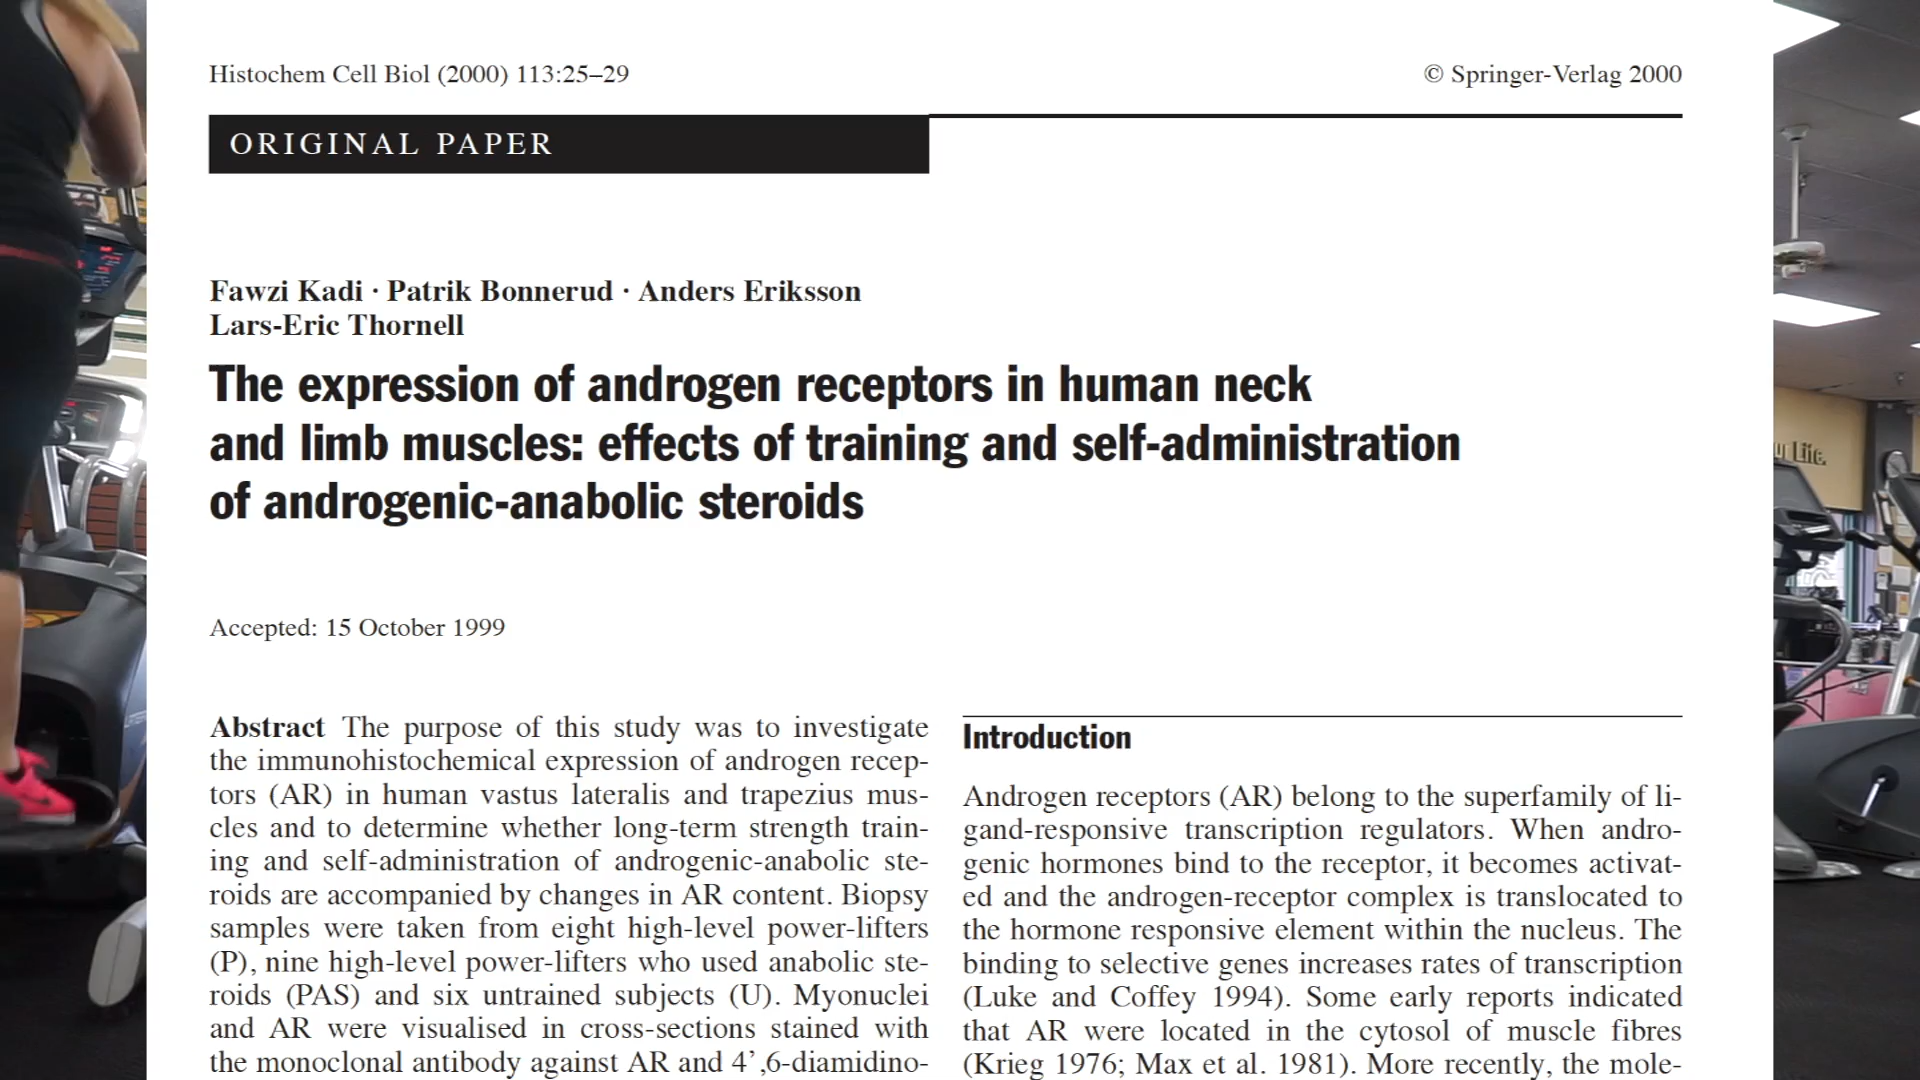 Histochem Cell Biol (2000) 113:25–29
© Springer-Verlag 2000
ORIGINAL PAPER
Fawzi Kadi · Patrik Bonnerud · Anders Eriksson
Lars-Eric Thornell
The expression of androgen receptors in human neck
and limb muscles: effects of training and self-administration
of androgenic-anabolic steroids
Accepted: 15 October 1999
Abstract The purpose of this study was to investigate
the immunohistochemical expression of androgen recep-
tors (AR) in human vastus lateralis and trapezius mus-
cles and to determine whether long-term strength train-
ing and self-administration of androgenic-anabolic ste-
roids are accompanied by changes in AR content. Biopsy
samples were taken from eight high-level power-lifters
(P), nine high-level power-lifters who used anabolic ste-
roids (PAS) and six untrained subjects (U). Myonuclei
and AR were visualised in cross-sections stained with
the monoclonal antibody against AR and 4’,6-diamidino-
Introduction
Androgen receptors (AR) belong to the superfamily of li-
gand-responsive transcription regulators. When andro-
genic hormones bind to the receptor, it becomes activat-
ed and the androgen-receptor complex is translocated to
the hormone responsive element within the nucleus. The
binding to selective genes increases rates of transcription
(Luke and Coffey 1994). Some early reports indicated
that AR were located in the cytosol of muscle fibres
(Krieg 1976; Max et al. 1981). More recently, the mole-
Life.